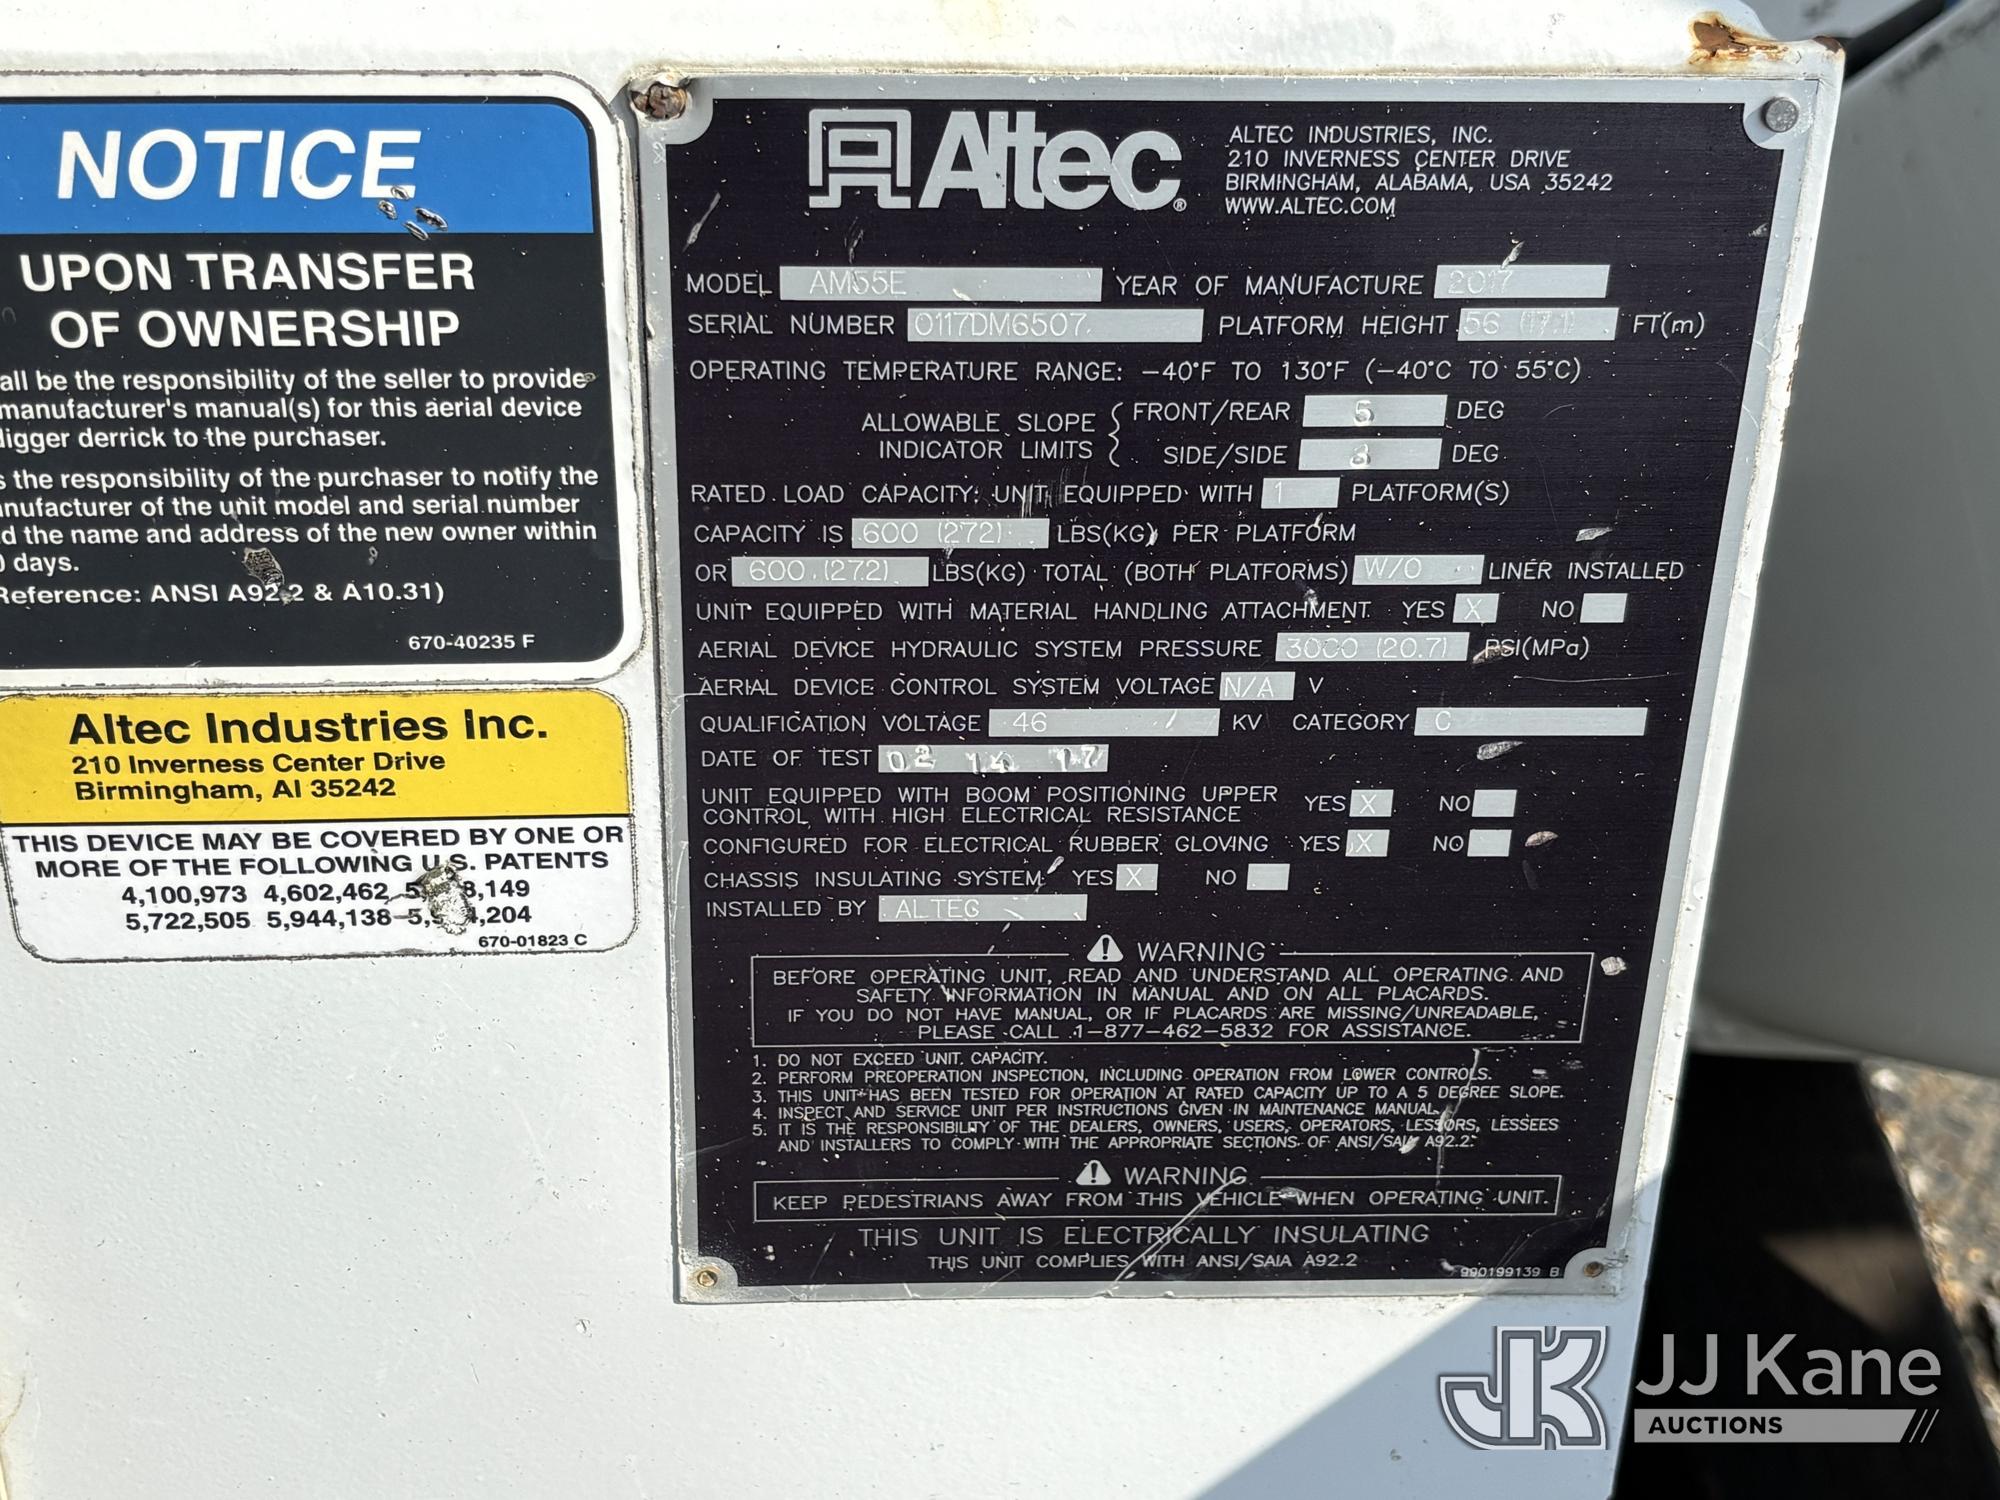 NOTICE
UPON TRANSFER
OF OWNERSHIP
all be the responsibility of the seller to provide
manufacturer's manual(s) for this aerial device
igger derrick to the purchaser.
s the responsibility of the purchaser to notify the
nufacturer of the unit model and serial number
d the name and address of the new owner within
days.
Reference: ANSI A92.2 & A10.31)
670-40235 F
Altec Industries Inc.
210 Inverness Center Drive
Birmingham, Al 35242
THIS DEVICE MAY BE COVERED BY ONE OR
MORE OF THE FOLLOWING U.S. PATENTS
4,100,973 4,602,462
5,722,505 5,944,138
670-01823 C
Altec®
ALTEC INDUSTRIES, INC.
210 INVERNESS CENTER DRIVE
BIRMINGHAM, ALABAMA, USA 35242
WWW.ALTEC.COM
MODEL AM55E YEAR OF MANUFACTURE 2017
SERIAL NUMBER 0117DM6507 PLATFORM HEIGHT 56 (17.1) FT(m)
OPERATING TEMPERATURE RANGE: -40°F TO 130°F (-40°C TO 55°C)
ALLOWABLE SLOPE INDICATOR LIMITS { FRONT/REAR 5 DEG
SIDE/SIDE DEG
RATED LOAD CAPACITY: UNIT EQUIPPED WITH 1 PLATFORM(S)
CAPACITY IS 600 (272) LBS(KG) PER PLATFORM
OR 600 (272) LBS(KG) TOTAL (BOTH PLATFORMS) W/O LINER INSTALLED
UNIT EQUIPPED WITH MATERIAL HANDLING ATTACHMENT YES X NO
AERIAL DEVICE HYDRAULIC SYSTEM PRESSURE 3000 (20.7) PSI(MPa)
AERIAL DEVICE CONTROL SYSTEM VOLTAGE N/A V
QUALIFICATION VOLTAGE 46 KV CATEGORY C
DATE OF TEST 02 14 17
UNIT EQUIPPED WITH BOOM POSITIONING UPPER
CONTROL WITH HIGH ELECTRICAL RESISTANCE YES X NO
CONFIGURED FOR ELECTRICAL RUBBER GLOVING YES X NO
CHASSIS INSULATING SYSTEM YES X NO
INSTALLED BY ALTEC
WARNING
BEFORE OPERATING UNIT, READ AND UNDERSTAND ALL OPERATING AND
SAFETY INFORMATION IN MANUAL AND ON ALL PLACARDS.
IF YOU DO NOT HAVE MANUAL, OR IF PLACARDS ARE MISSING/UNREADABLE,
PLEASE CALL 1-877-462-5832 FOR ASSISTANCE.
1. DO NOT EXCEED UNIT CAPACITY.
2. PERFORM PREOPERATION INSPECTION, INCLUDING OPERATION FROM LOWER CONTROLS.
3. THIS UNIT HAS BEEN TESTED FOR OPERATION AT RATED CAPACITY UP TO A 5 DEGREE SLOPE.
4. INSPECT AND SERVICE UNIT PER INSTRUCTIONS GIVEN IN MAINTENANCE MANUAL.
5. IT IS THE RESPONSIBILITY OF THE DEALERS, OWNERS, USERS, OPERATORS, LESSORS, LESSEES
AND INSTALLERS TO COMPLY WITH THE APPROPRIATE SECTIONS OF ANSI/SAIA A92.2.
WARNING
KEEP PEDESTRIANS AWAY FROM THIS VEHICLE WHEN OPERATING UNIT.
THIS UNIT IS ELECTRICALLY INSULATING
THIS UNIT COMPLIES WITH ANSI/SAIA A92.2
990199139 B
JK JJ Kane
AUCTIONS